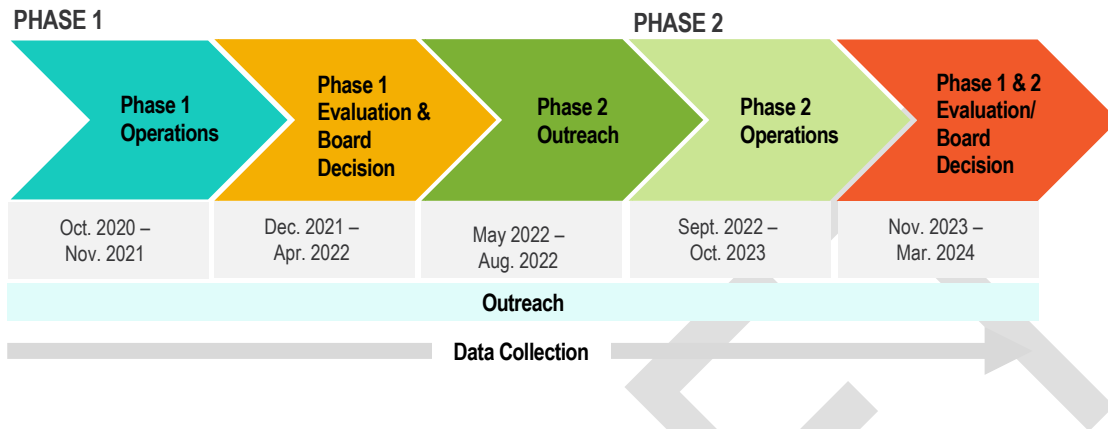 PHASE 1
PHASE 2
Phase 1
Operations
Phase 1
Evaluation &
Board
Decision
Phase 2
Outreach
Phase 2
Operations
Phase 1 & 2
Evaluation/
Board
Decision
Oct. 2020 –
Nov. 2021
Dec. 2021 –
Apr. 2022
May 2022 –
Aug. 2022
Sept. 2022 –
Oct. 2023
Nov. 2023 –
Mar. 2024
Outreach
Data Collection